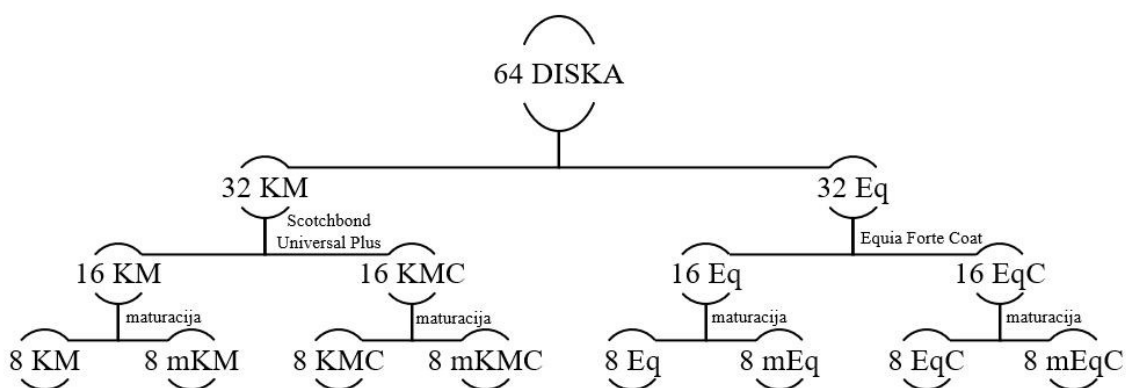 64 DISKA
32 KM
32 Eq
Scotchbond
Universal Plus
Equia Forte Coat
16 KM
16 KMC
16 Eq
16 EqC
maturacija
maturacija
maturacija
maturacija
8 KM
8 mKM
8 KMC
8 mKMC
8 Eq
8 mEq
8 EqC
8 mEqC